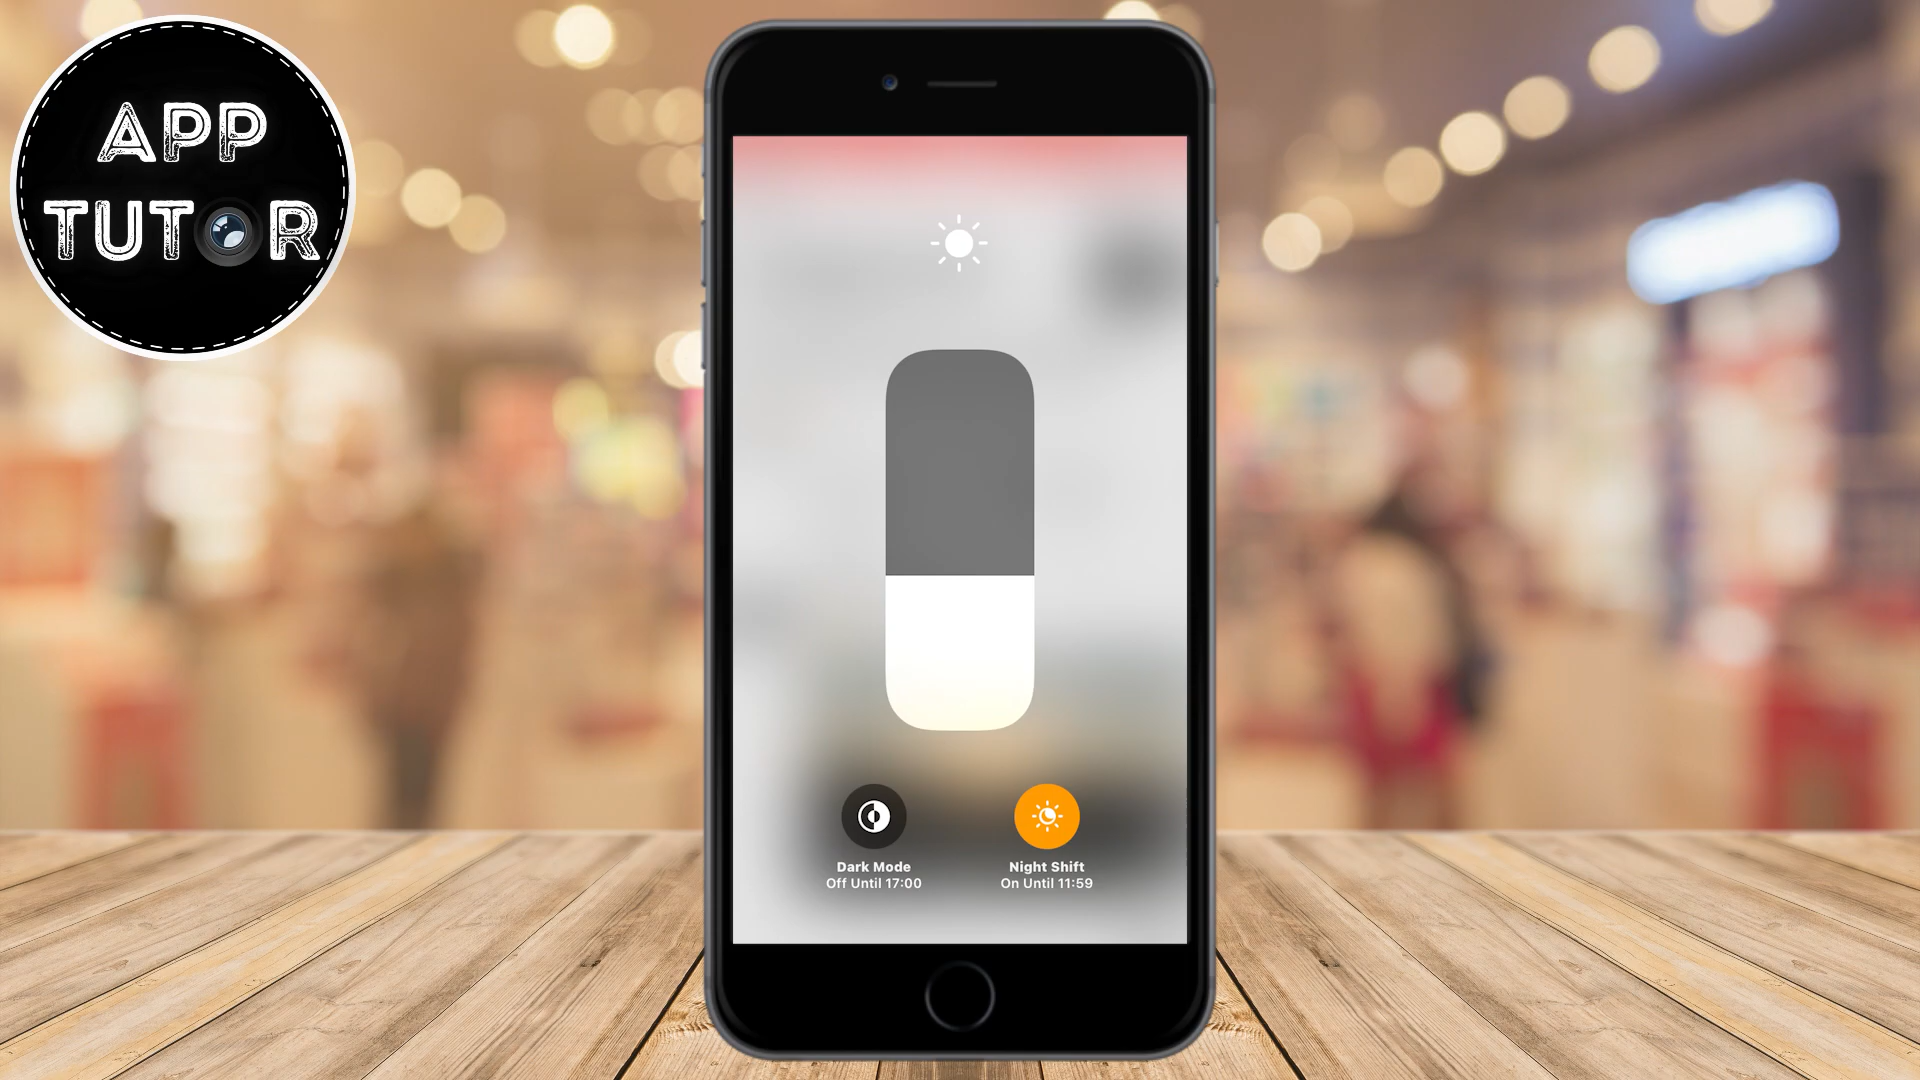 APP
TUTOR
Dark Mode
Off Until 17:00
Night Shift
On Until 11:59